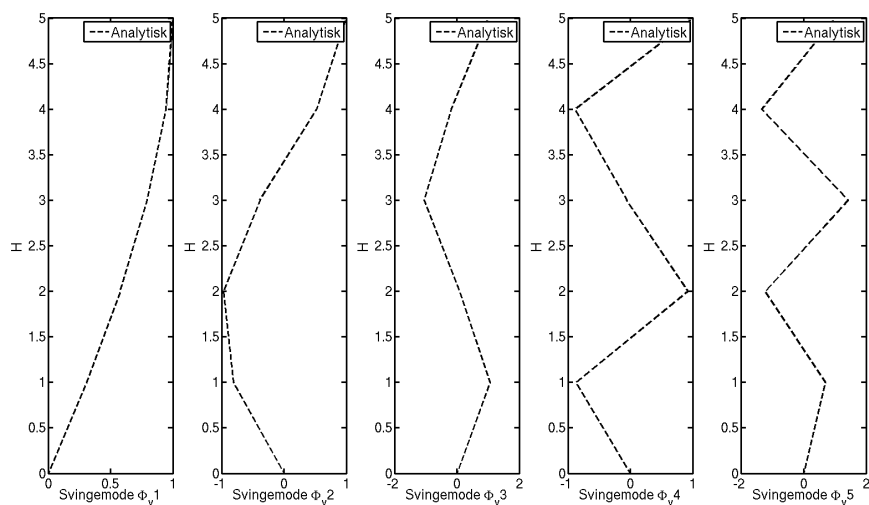 Analytisk Analytisk Analytisk Analytisk Analytisk
5 5 5 5 5
4.5 4.5 4.5 4.5 4.5
4 4 4 4 4
3.5 3.5 3.5 3.5 3.5
3 3 3 3 3
H 2.5 H 2.5 H 2.5 H 2.5 H 2.5
2 2 2 2 2
1.5 1.5 1.5 1.5 1.5
1 1 1 1 1
0.5 0.5 0.5 0.5 0.5
0 0 0 0 0
0 0.5 1 -1 0 1 -2 0 2 -1 0 1 -2 0 2
Svingemode Φv1 Svingemode Φv2 Svingemode Φv3 Svingemode Φv4 Svingemode Φv5